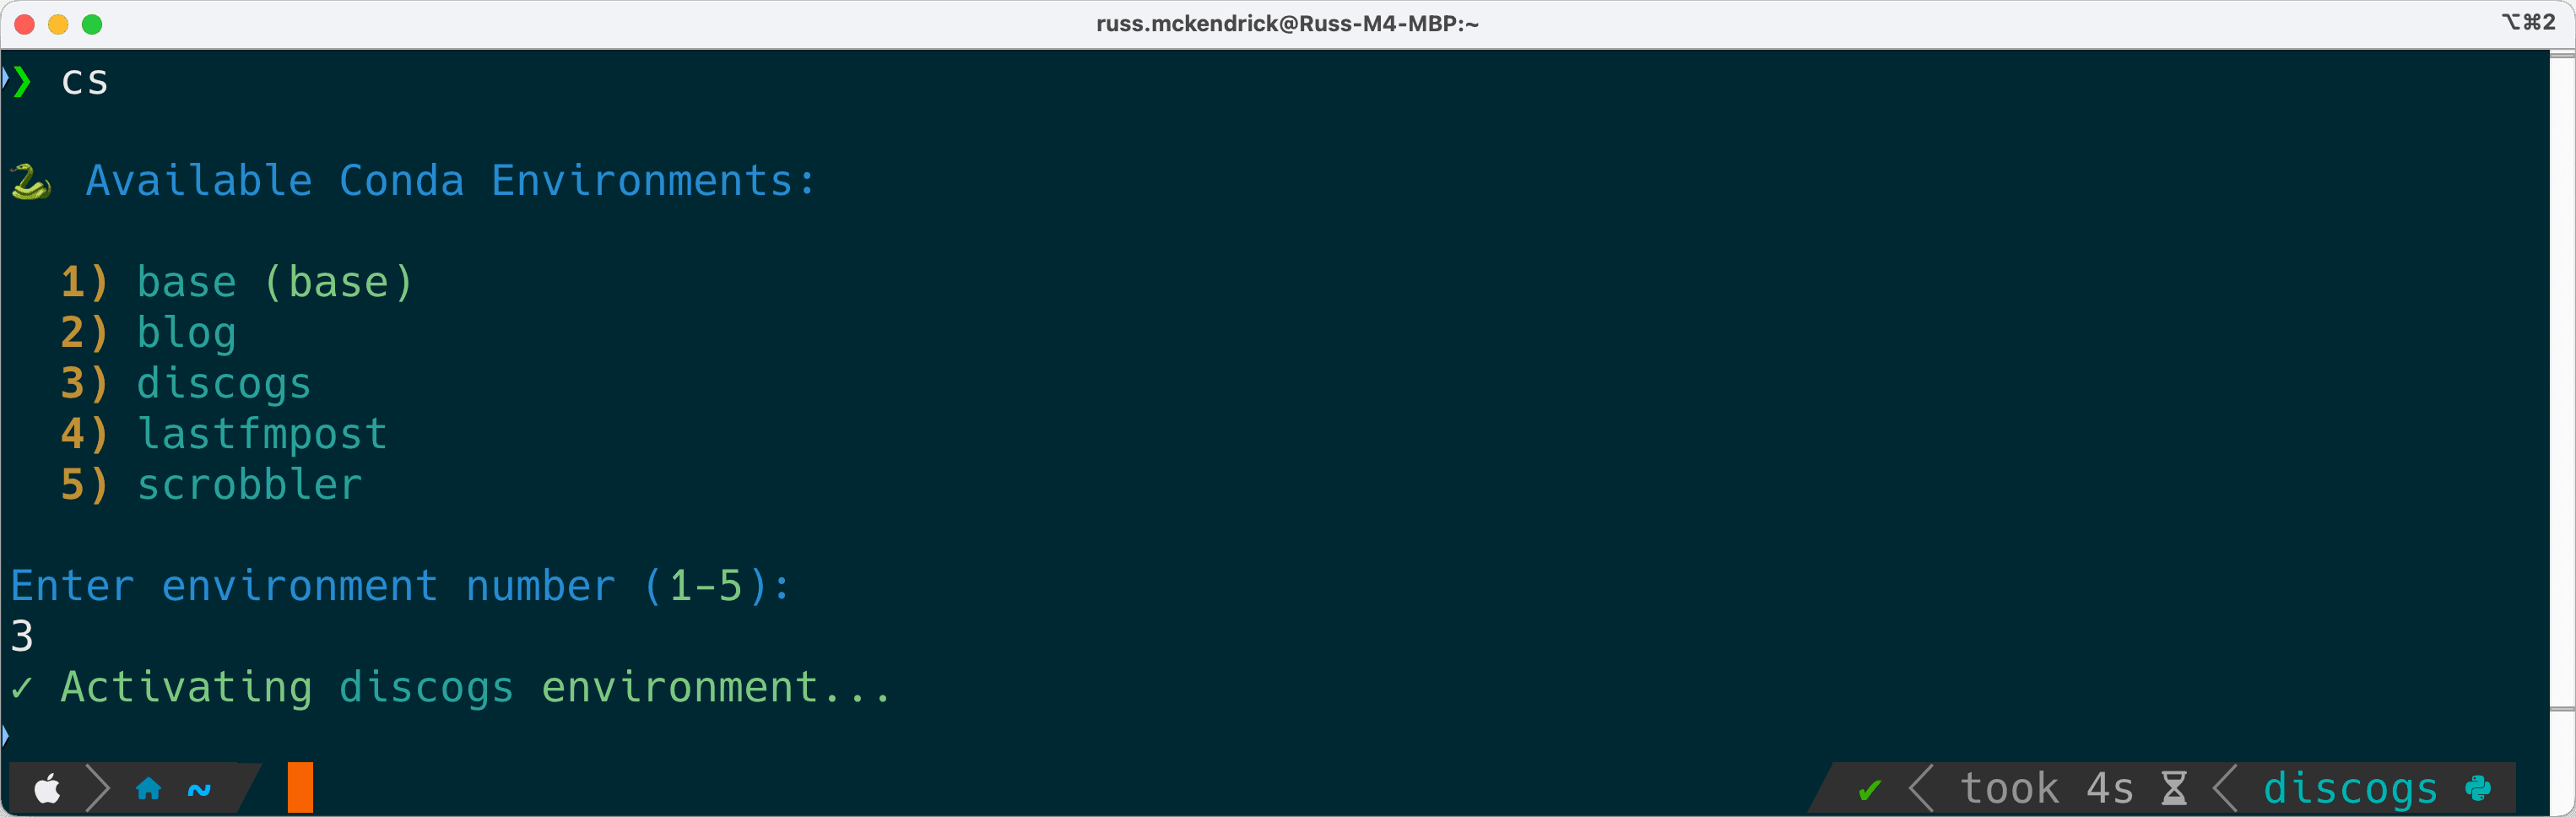 russ.mckendrick@Russ-M4-MBP:~
⌥⌘2
❯ cs
🐍 Available Conda Environments:
1) base (base)
2) blog
3) discogs
4) lastfmpost
5) scrobbler
Enter environment number (1-5):
3
✓ Activating discogs environment...
~ ✔ took 4s discogs